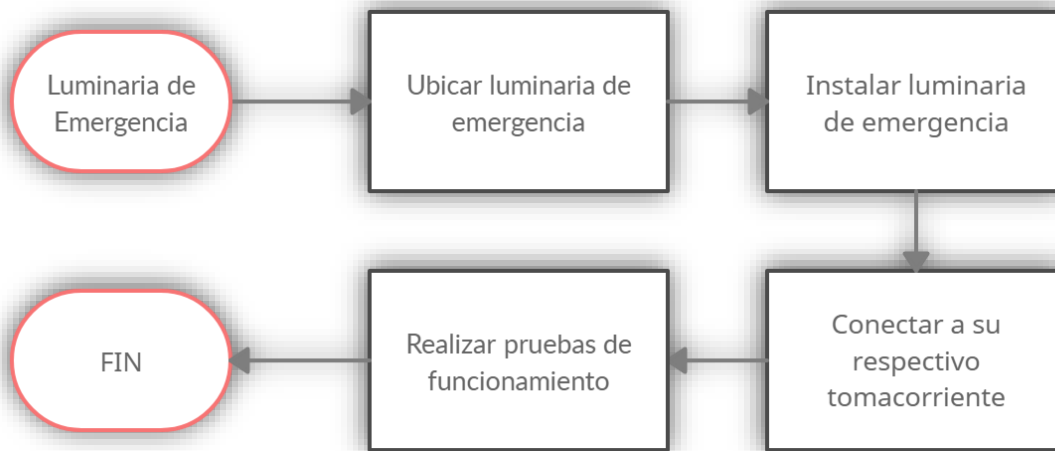 Luminaria de
Emergencia
Ubicar luminaria de
emergencia
Instalar luminaria
de emergencia
Conectar a su
respectivo
tomacorriente
Realizar pruebas de
funcionamiento
FIN